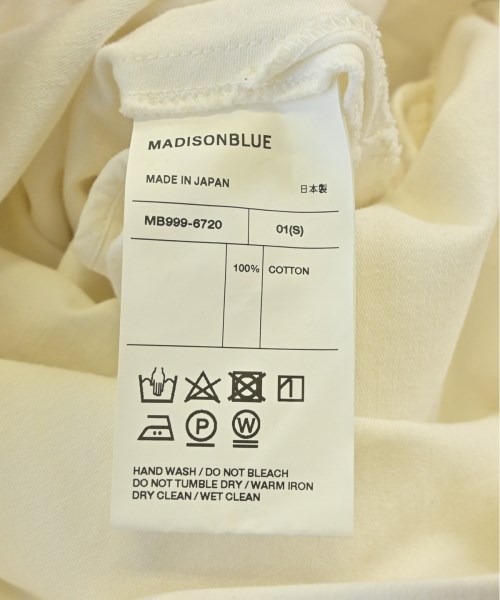 MADISONBLUE
MADE IN JAPAN 日本製
MB999-6720 01(S)
100% COTTON
P W
HAND WASH / DO NOT BLEACH
DO NOT TUMBLE DRY / WARM IRON
DRY CLEAN / WET CLEAN